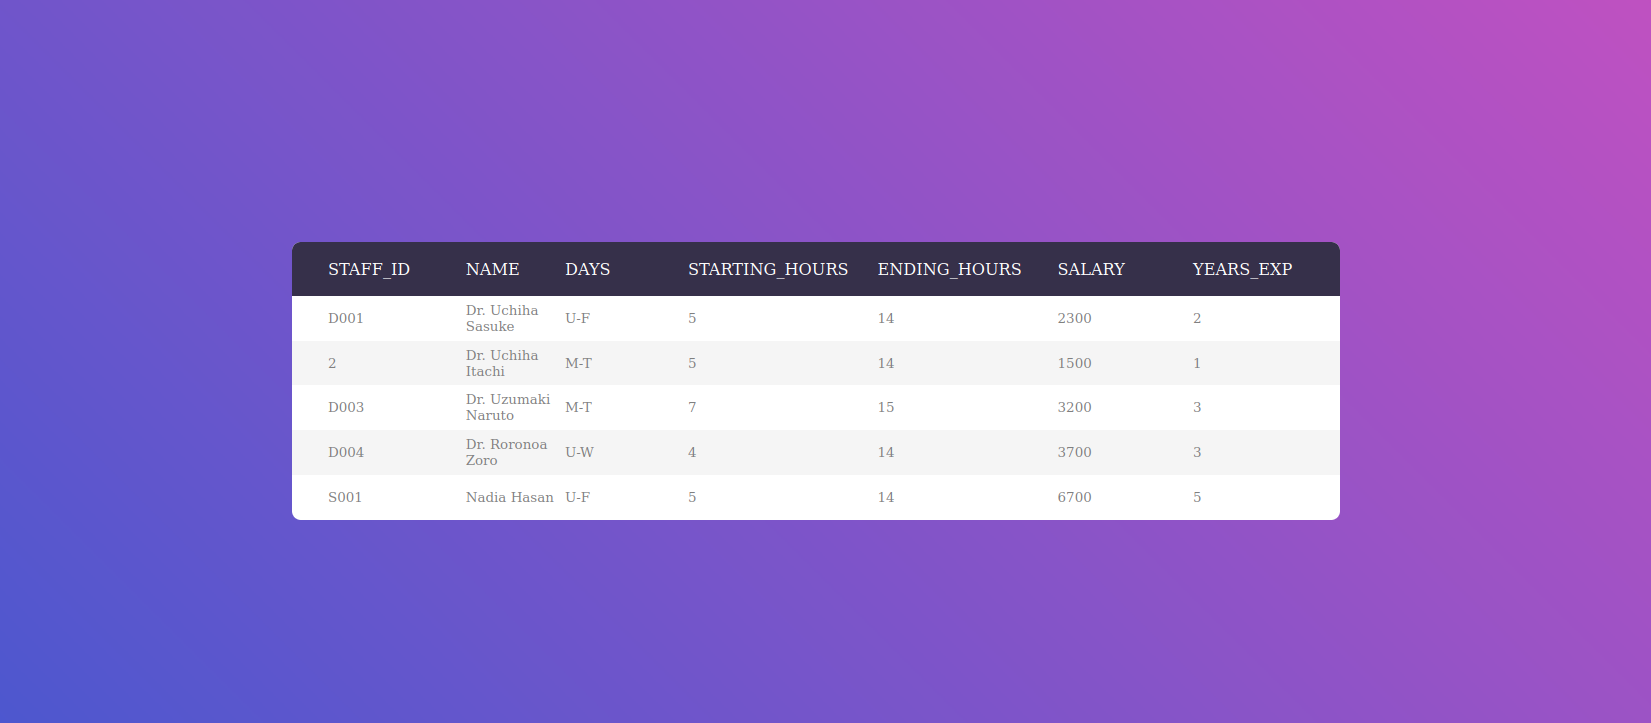 STAFF_ID NAME DAYS STARTING_HOURS ENDING_HOURS SALARY YEARS_EXP
D001 Dr. Uchiha Sasuke U-F 5 14 2300 2
2 Dr. Uchiha Itachi M-T 5 14 1500 1
D003 Dr. Uzumaki Naruto M-T 7 15 3200 3
D004 Dr. Roronoa Zoro U-W 4 14 3700 3
S001 Nadia Hasan U-F 5 14 6700 5